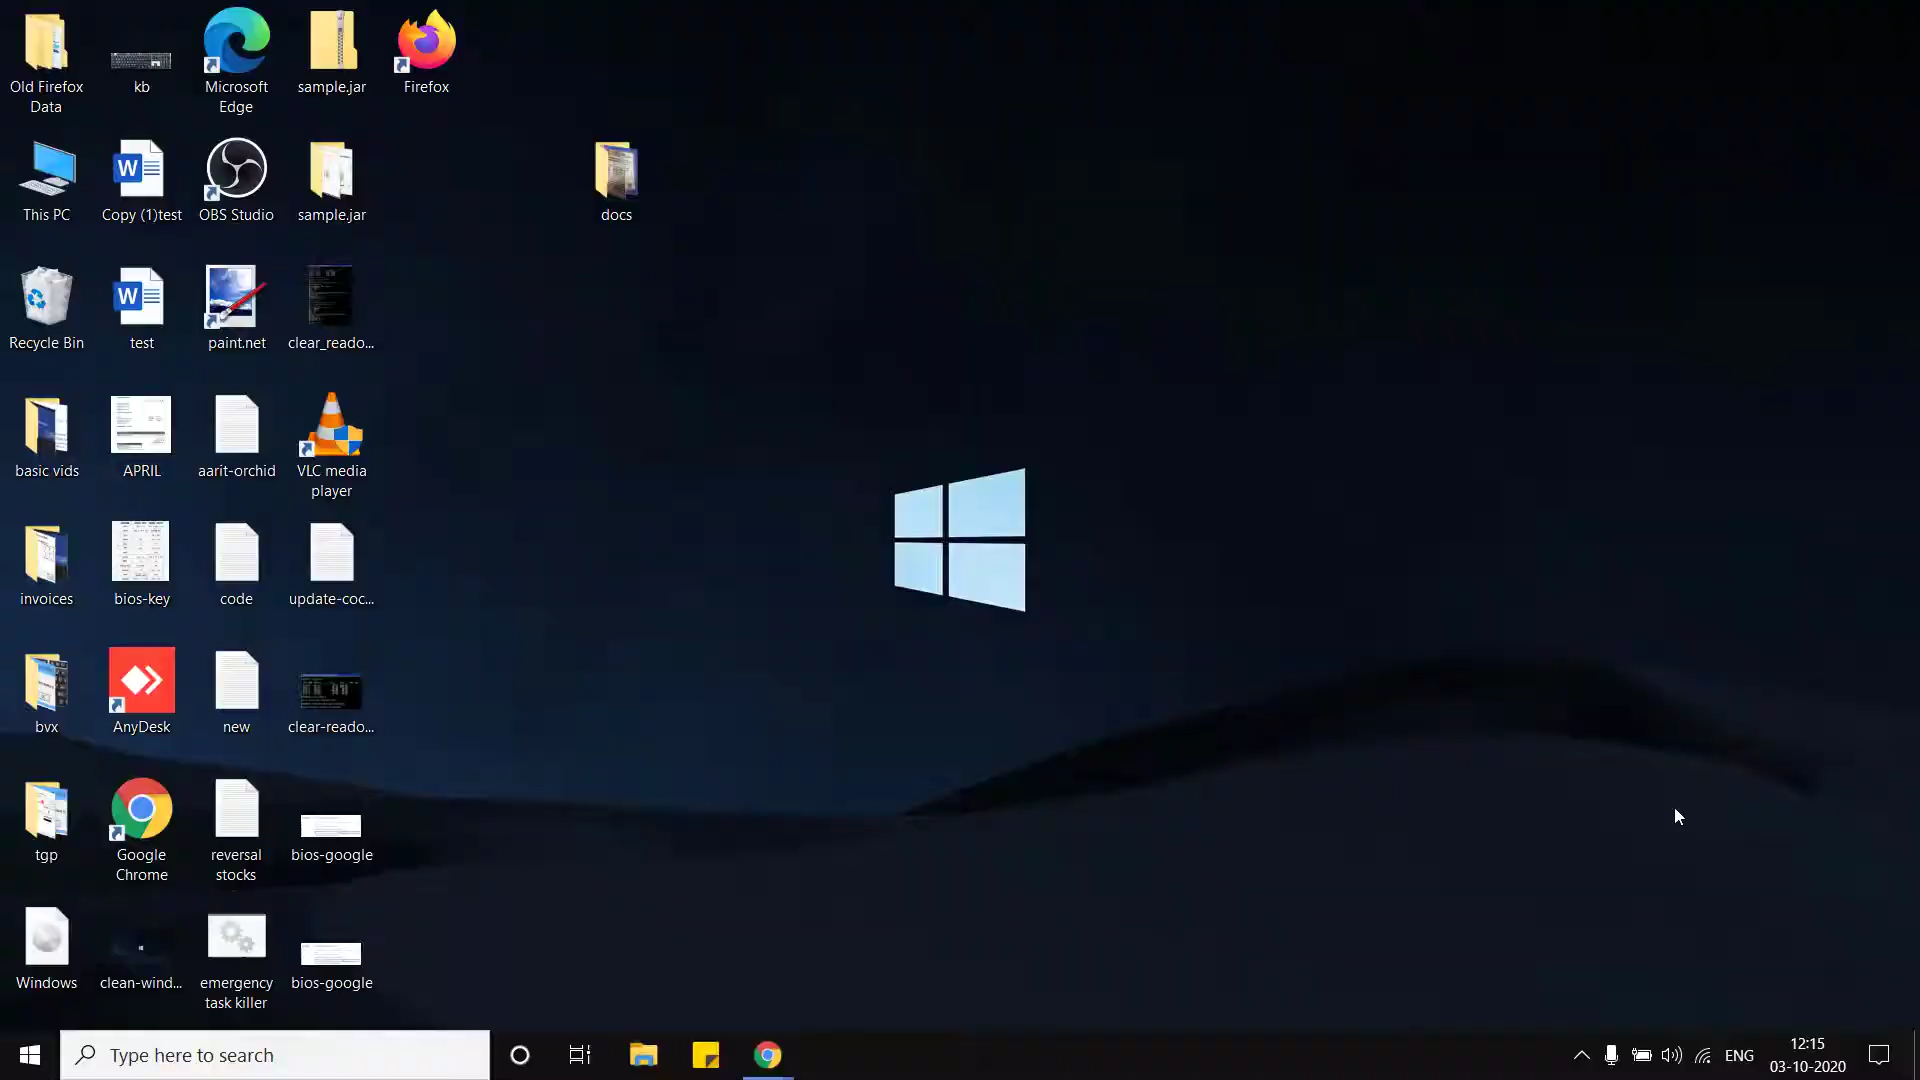 Old Firefox
Data
kb
Microsoft
Edge
sample.jar
Firefox
This PC
Copy (1)test
OBS Studio
sample.jar
docs
Recycle Bin
test
paint.net
clear_reado...
basic vids
APRIL
aarit-orchid
VLC media
player
invoices
bios-key
code
update-coc...
bvx
AnyDesk
new
clear-reado...
tgp
Google
Chrome
reversal
stocks
bios-google
Windows
clean-wind...
emergency
task killer
bios-google
Type here to search
ENG
12:15
03-10-2020